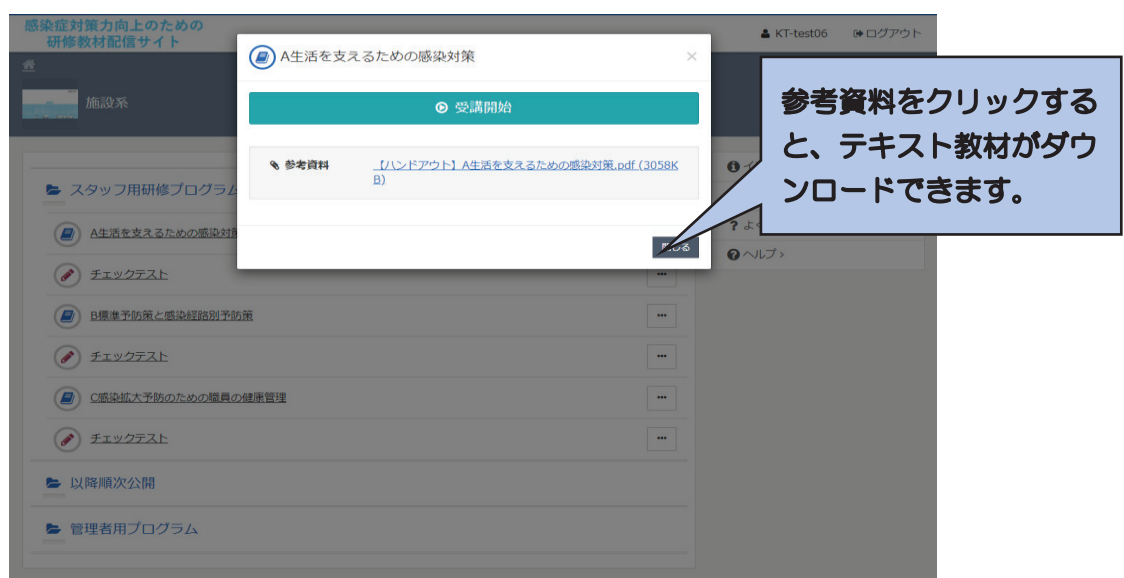 感染症対策力向上のための
研修教材配信サイト
KT-test06 ログアウト
施設系
A生活を支えるための感染対策 ×
受講開始
参考資料 【ハンドアウト】A生活を支えるための感染対策.pdf (3058K
B)
閉じる
参考資料をクリックする
と、テキスト教材がダウ
ンロードできます。
スタッフ用研修プログラム
A生活を支えるための感染対策
チェックテスト
B標準予防策と感染経路別予防策
チェックテスト
C感染拡大予防のための職員の健康管理
チェックテスト
以降順次公開
管理者用プログラム
? よ
ヘルプ ›